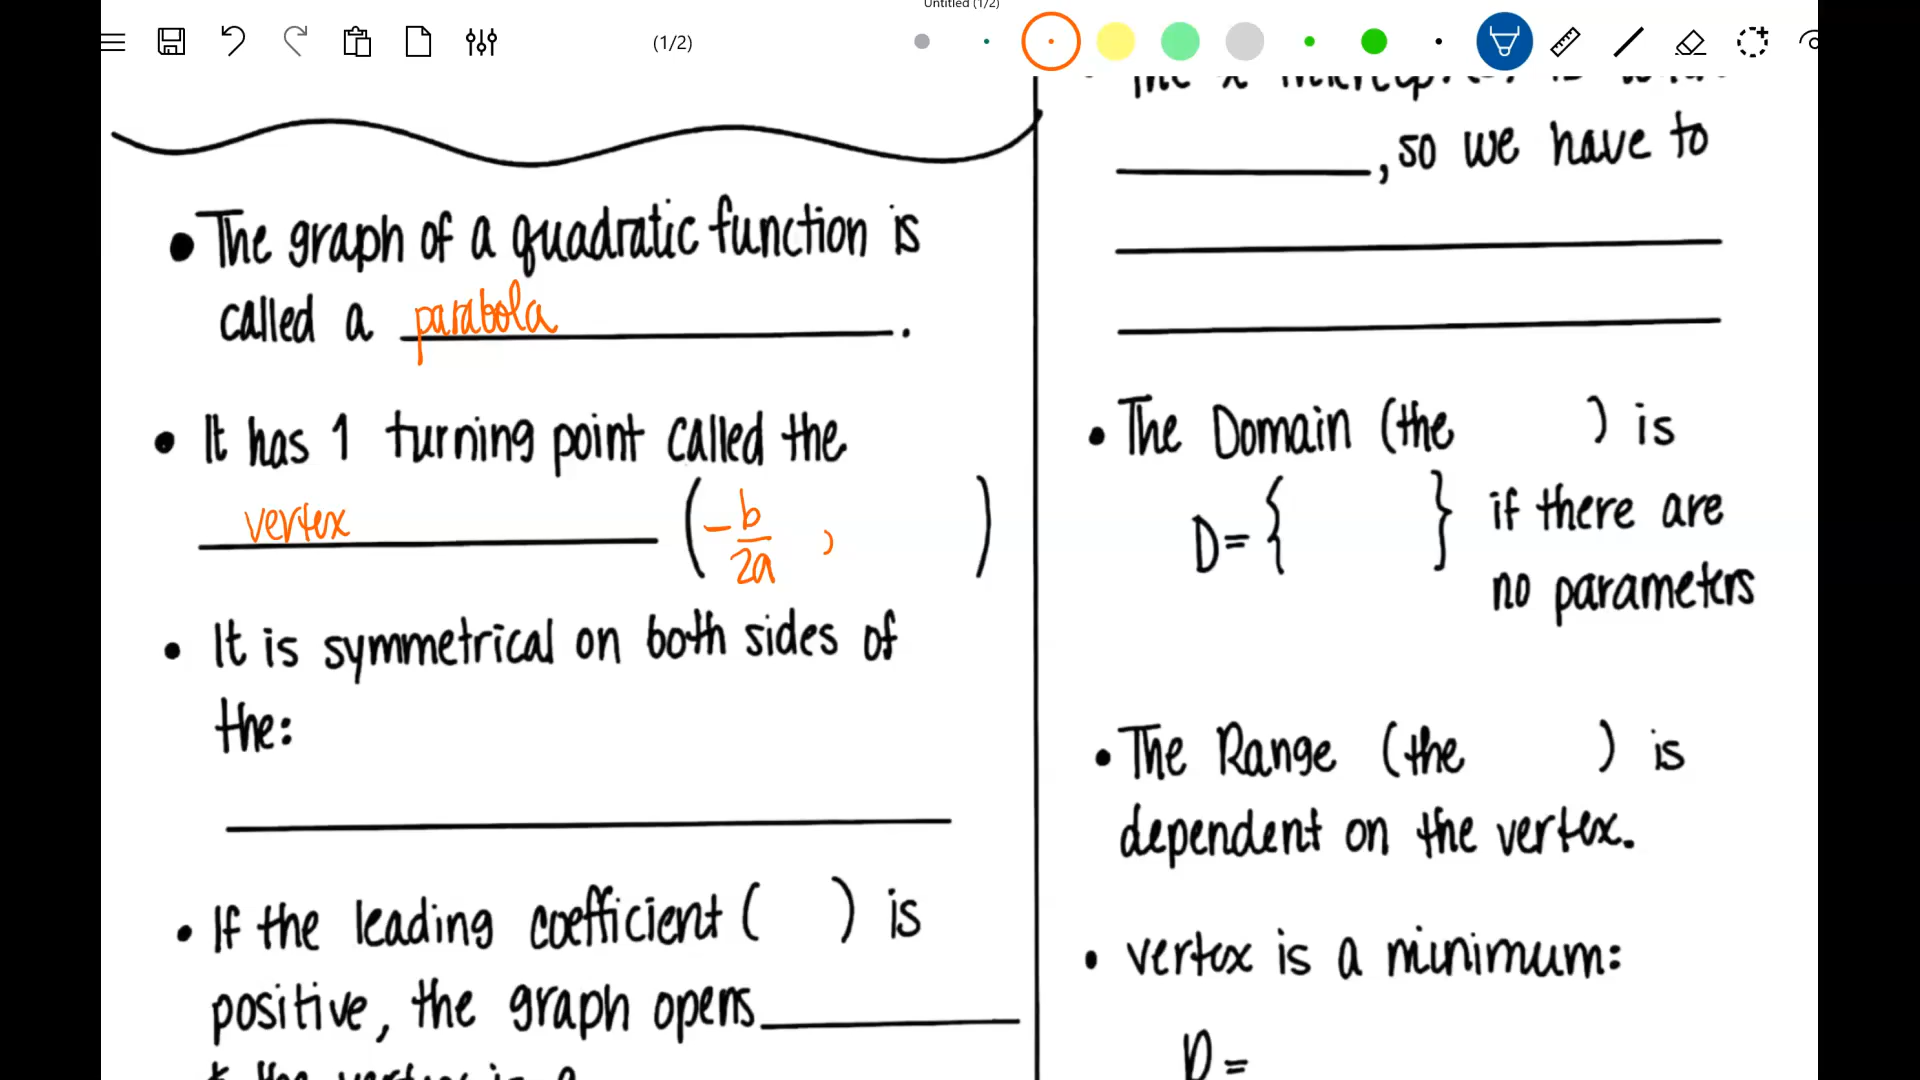 Untitled (1/2)
(1/2)
• The graph of a quadratic function is
called a parabola.
• It has 1 turning point called the
vertex (-b/2a , )
• It is symmetrical on both sides of
the:
• If the leading coefficient ( ) is
positive, the graph opens
* the vertex is a
, so we have to
• The Domain (the ) is
D = { } if there are
no parameters
• The Range (the ) is
dependent on the vertex.
• vertex is a minimum:
D =